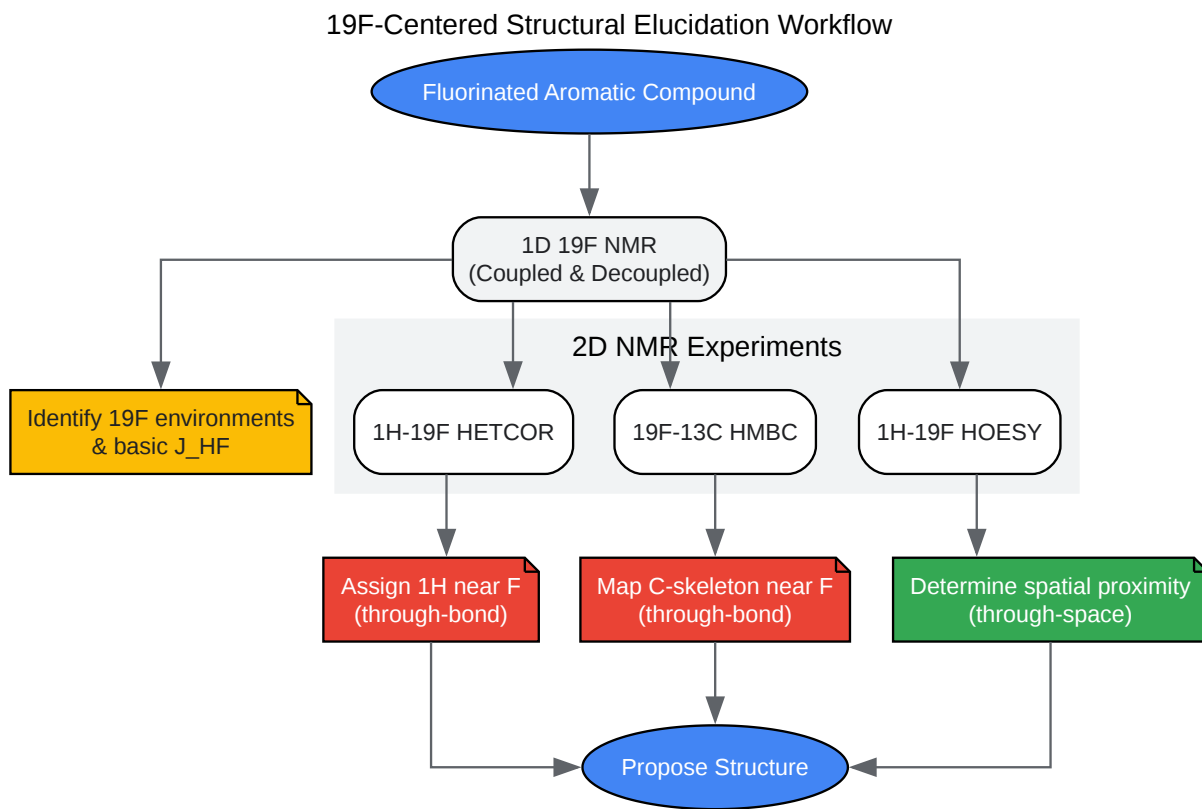 19F-Centered Structural Elucidation Workflow
Fluorinated Aromatic Compound
1D 19F NMR
(Coupled & Decoupled)
2D NMR Experiments
Identify 19F environments
& basic J_HF
1H-19F HETCOR
19F-13C HMBC
1H-19F HOESY
Assign 1H near F
(through-bond)
Map C-skeleton near F
(through-bond)
Determine spatial proximity
(through-space)
Propose Structure